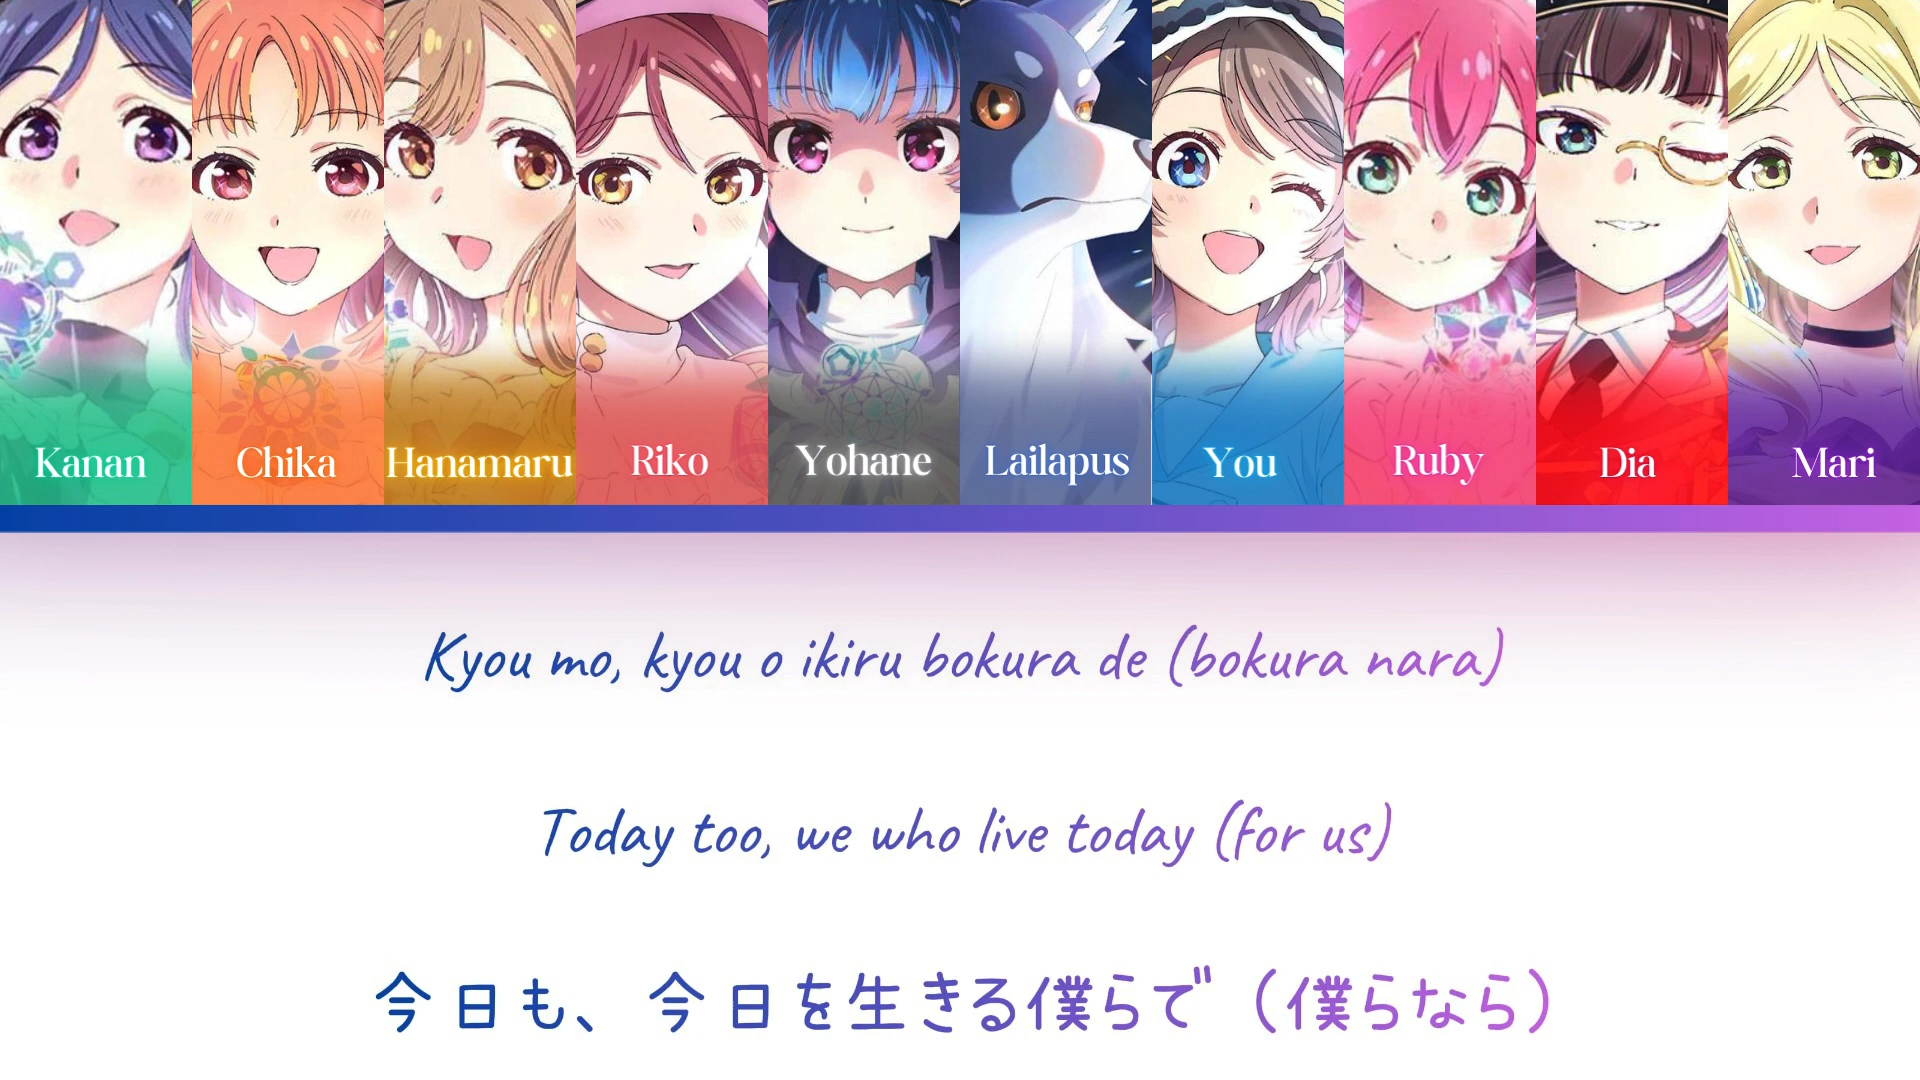 Kanan
Chika
Hanamaru
Riko
Yohane
Lailapus
You
Ruby
Dia
Mari
Kyou mo, kyou o ikiru bokura de (bokura nara)
Today too, we who live today (for us)
今日も、今日を生きる僕らで（僕らなら）